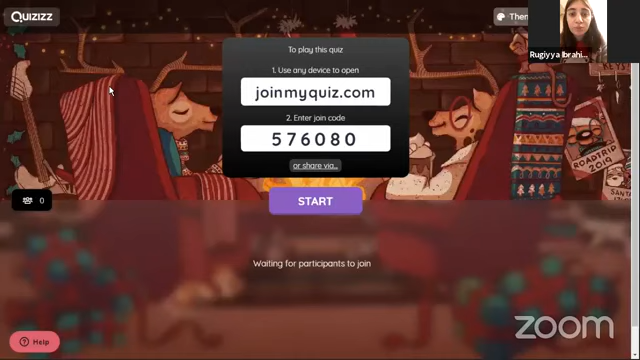 Quizizz
Them
Rugiyya Ibrahi...
To play this quiz
1. Use any device to open
joinmyquiz.com
2. Enter join code
576080
or share via..
START
0
Waiting for participants to join
ROADTRIP
2019
SANTA
Help
zoom